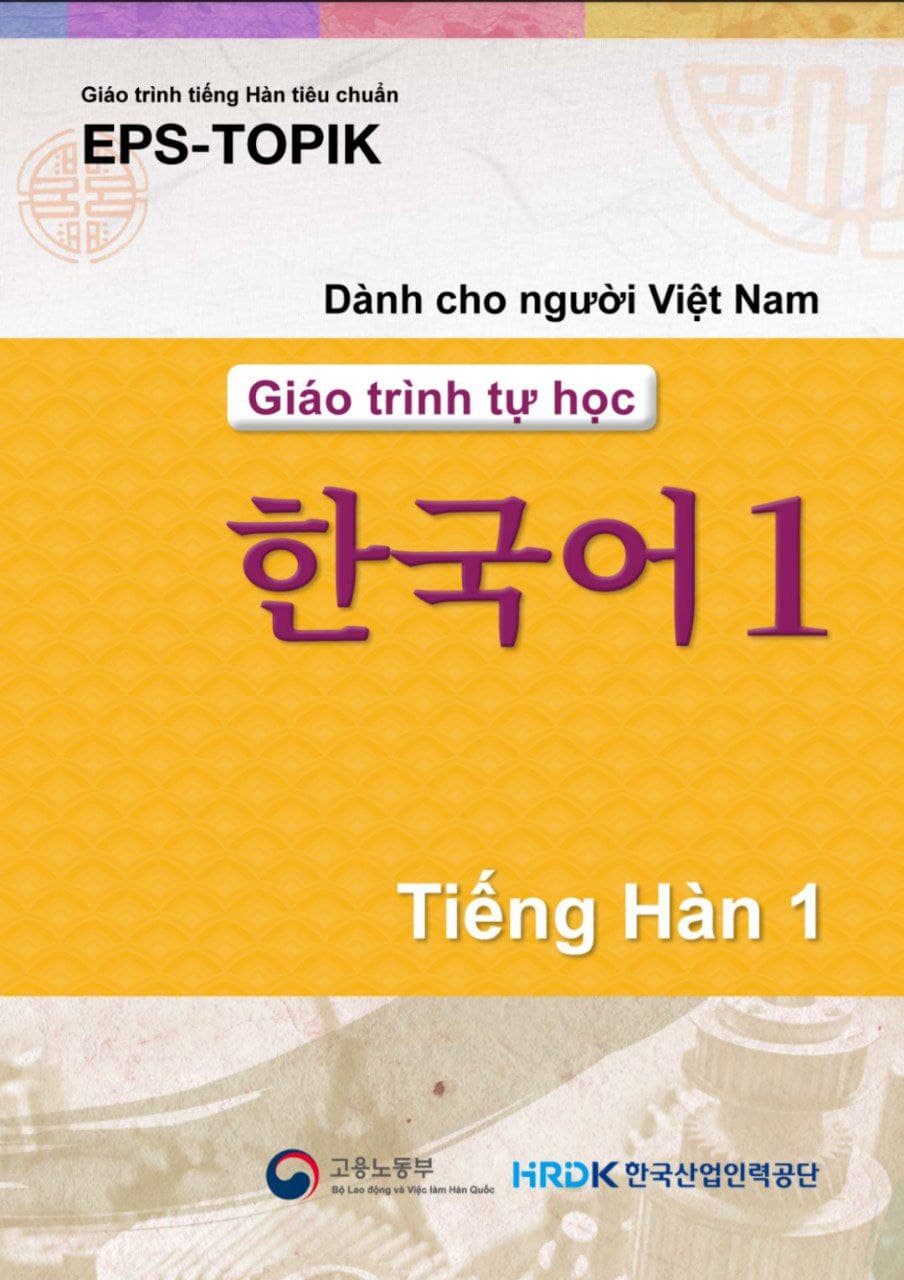 Giáo trình tiếng Hàn tiêu chuẩn
EPS-TOPIK
Dành cho người Việt Nam
Giáo trình tự học
한국어 1
Tiếng Hàn 1
고용노동부
Bộ Lao động và Việc làm Hàn Quốc
HRDK 한국산업인력공단